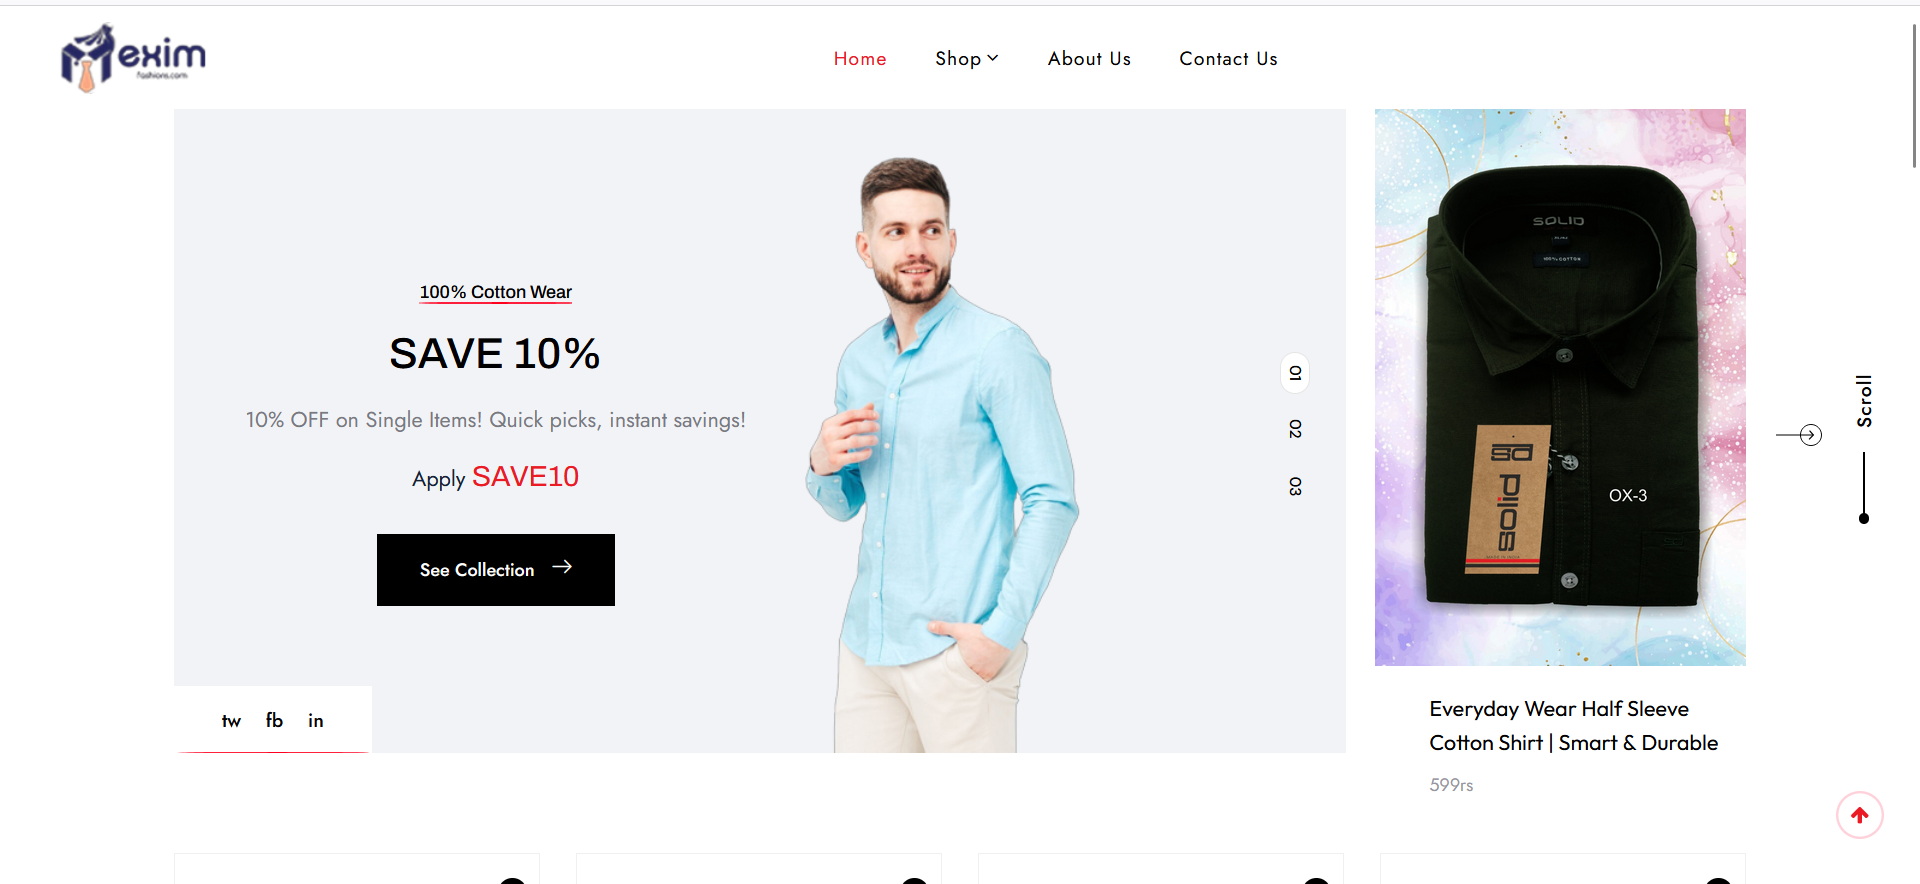 Mexim
fashions.com
Home
Shop
About Us
Contact Us
100% Cotton Wear
SAVE 10%
10% OFF on Single Items! Quick picks, instant savings!
Apply SAVE10
See Collection
tw fb in
01
02
03
SOLID
100% COTTON
so
solid
OX-3
Everyday Wear Half Sleeve
Cotton Shirt | Smart & Durable
599rs
Scroll